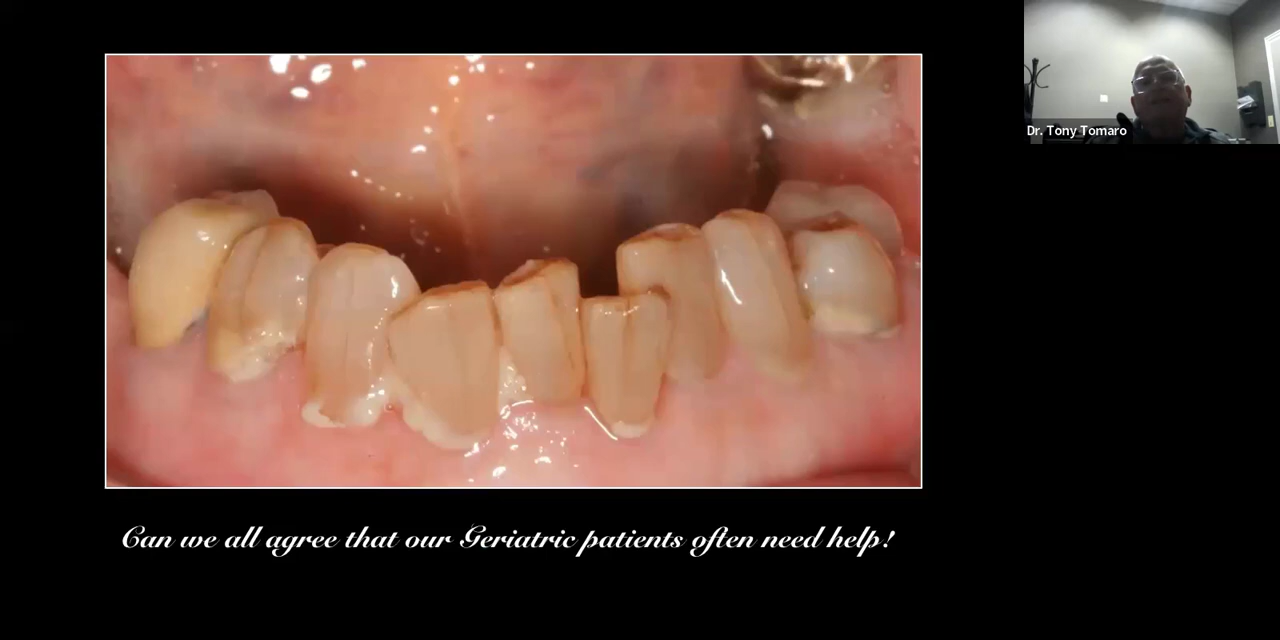 Dr. Tony Tomaro
Can we all agree that our Geriatric patients often need help!